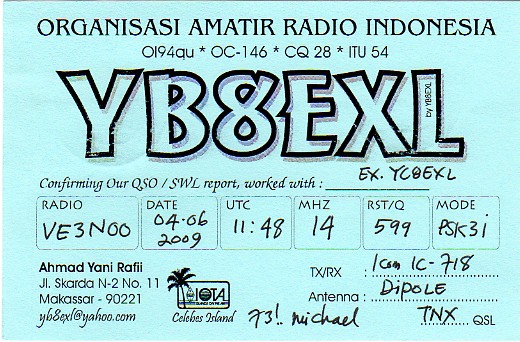 ORGANISASI AMATIR RADIO INDONESIA
OI94qu * OC-146 * CQ 28 * ITU 54
YB8EXL
by YB8EXL
Confirming Our QSO / SWL report, worked with : EX. YC8EXL
RADIO DATE UTC MHZ RST/Q MODE
VE3NOO 04-06 2009 11:48 14 599 PSK31
Ahmad Yani Rafii
Jl. Skarda N-2 No. 11
Makassar - 90221
yb8exl@yahoo.com
IOTA
Celebes Island
TX/RX : Icom IC-718
Antenna : DIPOLE
73!. Michael TNX QSL